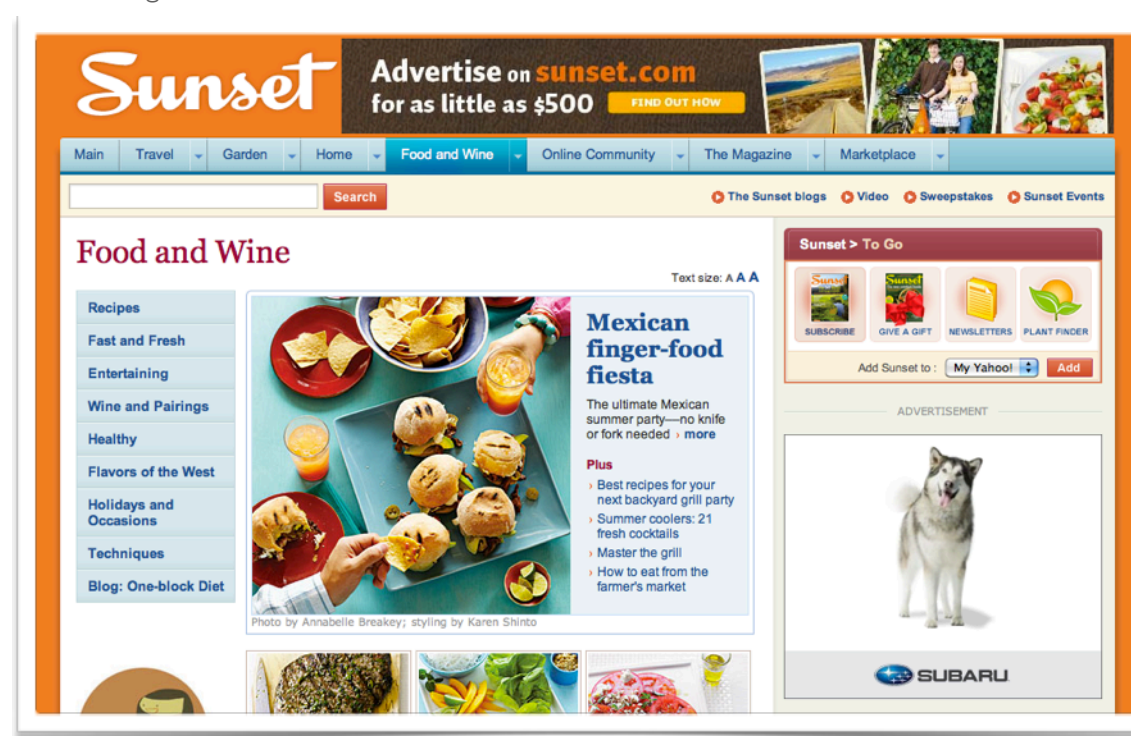 Sunset
Advertise on sunset.com
for as little as $500
FIND OUT HOW
Main
Travel
Garden
Home
Food and Wine
Online Community
The Magazine
Marketplace
Search
The Sunset blogs
Video
Sweepstakes
Sunset Events
Food and Wine
Text size: A A A
Recipes
Fast and Fresh
Entertaining
Wine and Pairings
Healthy
Flavors of the West
Holidays and
Occasions
Techniques
Blog: One-block Diet
Mexican
finger-food
fiesta
The ultimate Mexican
summer party—no knife
or fork needed › more
Plus
› Best recipes for your
next backyard grill party
› Summer coolers: 21
fresh cocktails
› Master the grill
› How to eat from the
farmer's market
Photo by Annabelle Breakey; styling by Karen Shinto
Sunset > To Go
Sunset
Sunset
SUBSCRIBE
GIVE A GIFT
NEWSLETTERS
PLANT FINDER
Add Sunset to :
My Yahoo!
Add
ADVERTISEMENT
SUBARU